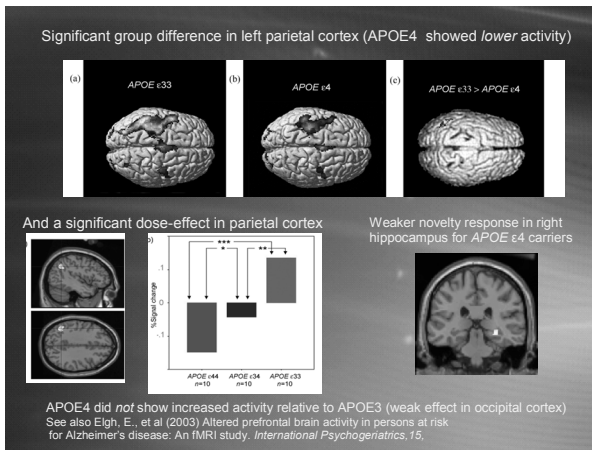 Significant group difference in left parietal cortex (APOE4 showed lower activity)
(a)
APOE ε33
(b)
APOE ε4
(c)
APOE ε33 > APOE ε4
And a significant dose-effect in parietal cortex
***
*
**
%Signal change
.1
0
-.1
APOE ε44
n=10
APOE ε34
n=10
APOE ε33
n=10
Weaker novelty response in right
hippocampus for APOE ε4 carriers
APOE4 did not show increased activity relative to APOE3 (weak effect in occipital cortex)
See also Elgh, E., et al (2003) Altered prefrontal brain activity in persons at risk
for Alzheimer's disease: An fMRI study. International Psychogeriatrics,15,